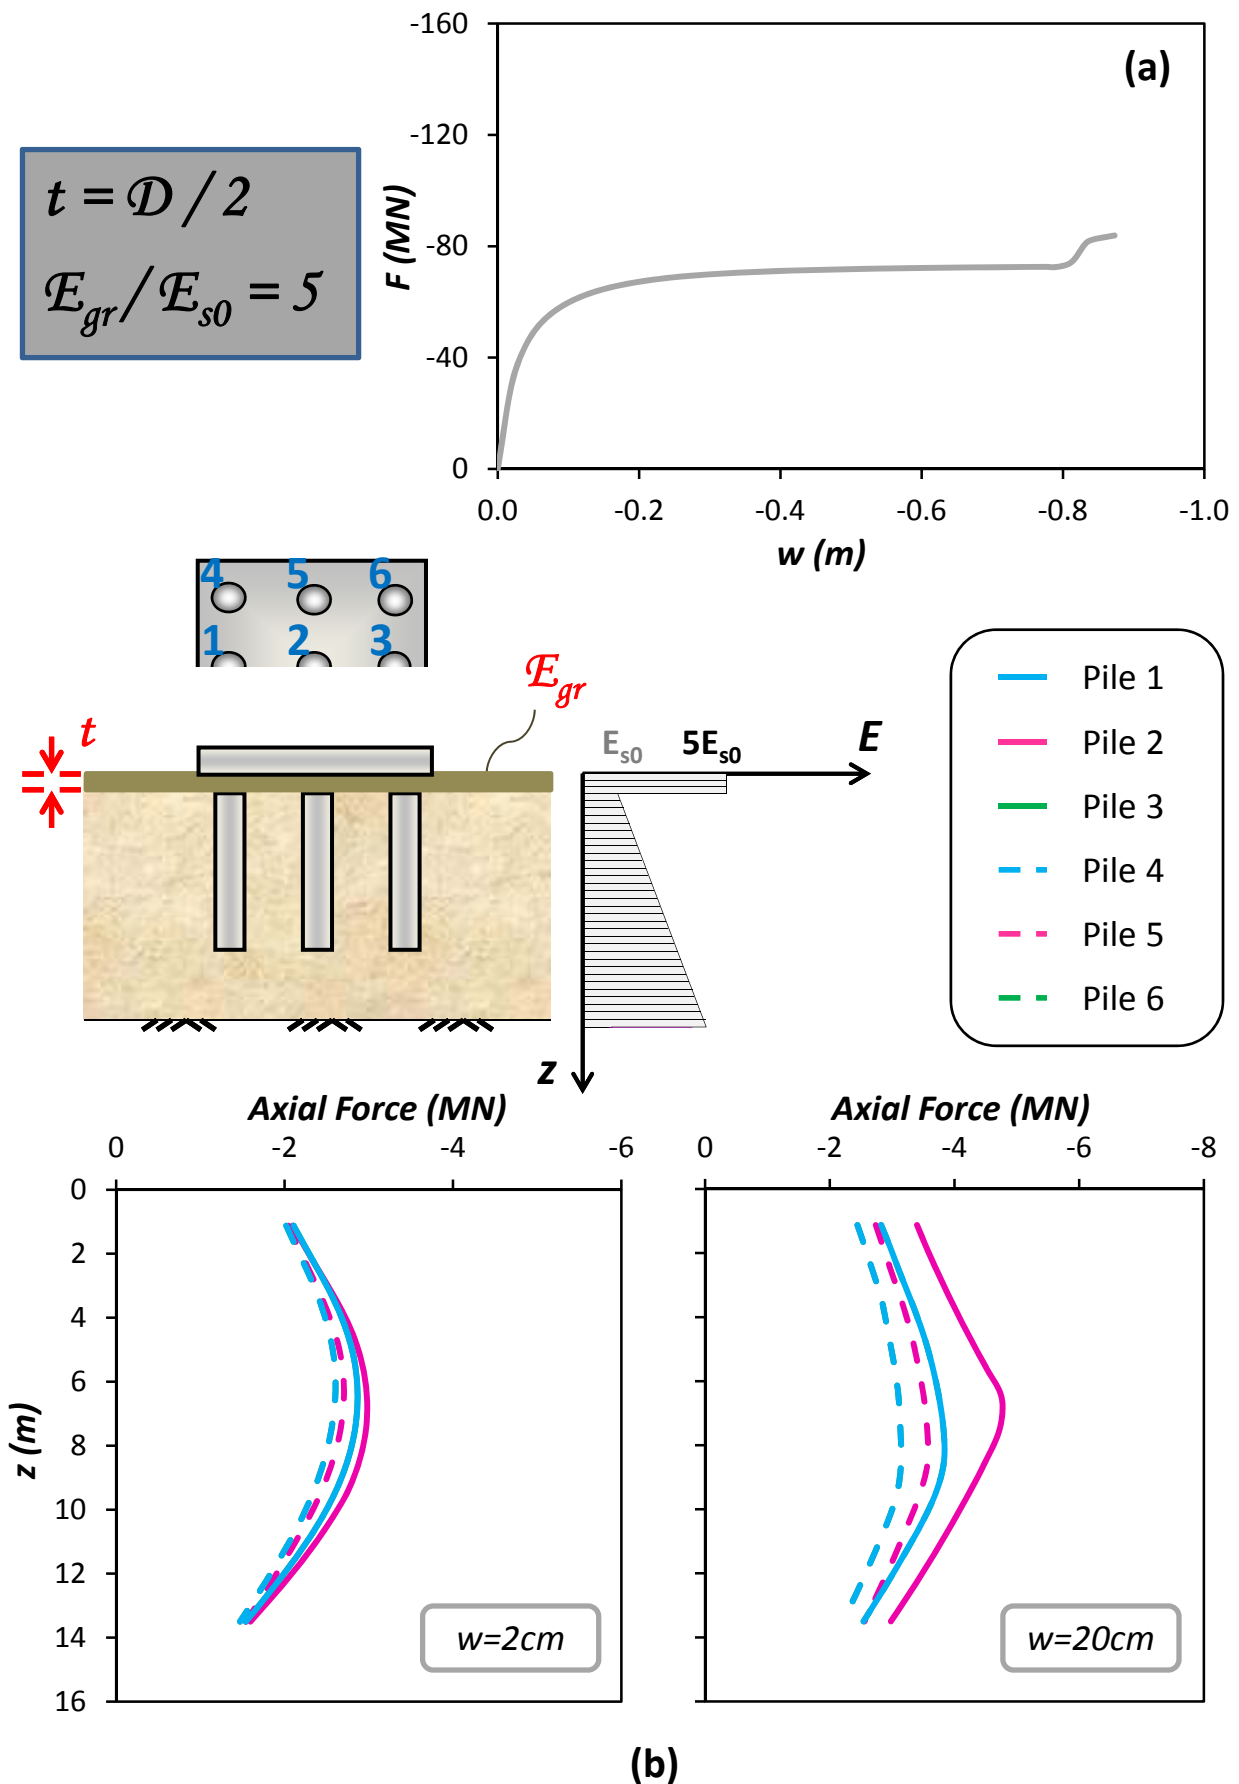 -160
(a)
-120
-80
-40
0
F (MN)
0.0 -0.2 -0.4 -0.6 -0.8 -1.0
w (m)
t = D / 2
E_gr / E_s0 = 5
4 5 6
1 2 3
E_gr
t
E_s0 5E_s0 E
z
Pile 1
Pile 2
Pile 3
Pile 4
Pile 5
Pile 6
Axial Force (MN)
0 -2 -4 -6
0
2
4
6
8
10
12
14
16
z (m)
w=2cm
Axial Force (MN)
0 -2 -4 -6 -8
w=20cm
(b)